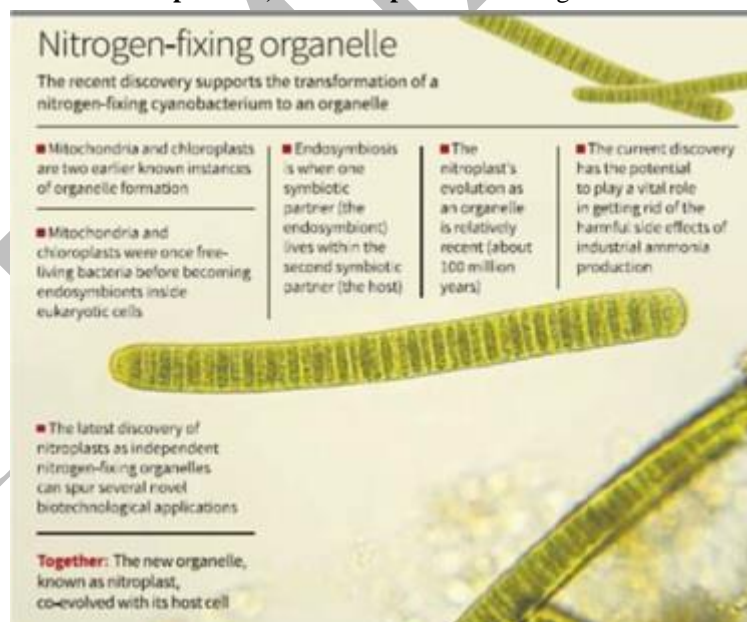 Nitrogen-fixing organelle
The recent discovery supports the transformation of a
nitrogen-fixing cyanobacterium to an organelle
■ Mitochondria and chloroplasts
are two earlier known instances
of organelle formation
■ Mitochondria and
chloroplasts were once free-
living bacteria before becoming
endosymbionts inside
eukaryotic cells
■ Endosymbiosis
is when one
symbiotic
partner (the
endosymbiont)
lives within the
second symbiotic
partner (the host)
■ The
nitroplast's
evolution as
an organelle
is relatively
recent (about
100 million
years)
■ The current discovery
has the potential
to play a vital role
in getting rid of the
harmful side effects of
industrial ammonia
production
■ The latest discovery of
nitroplasts as independent
nitrogen-fixing organelles
can spur several novel
biotechnological applications
Together: The new organelle,
known as nitroplast,
co-evolved with its host cell